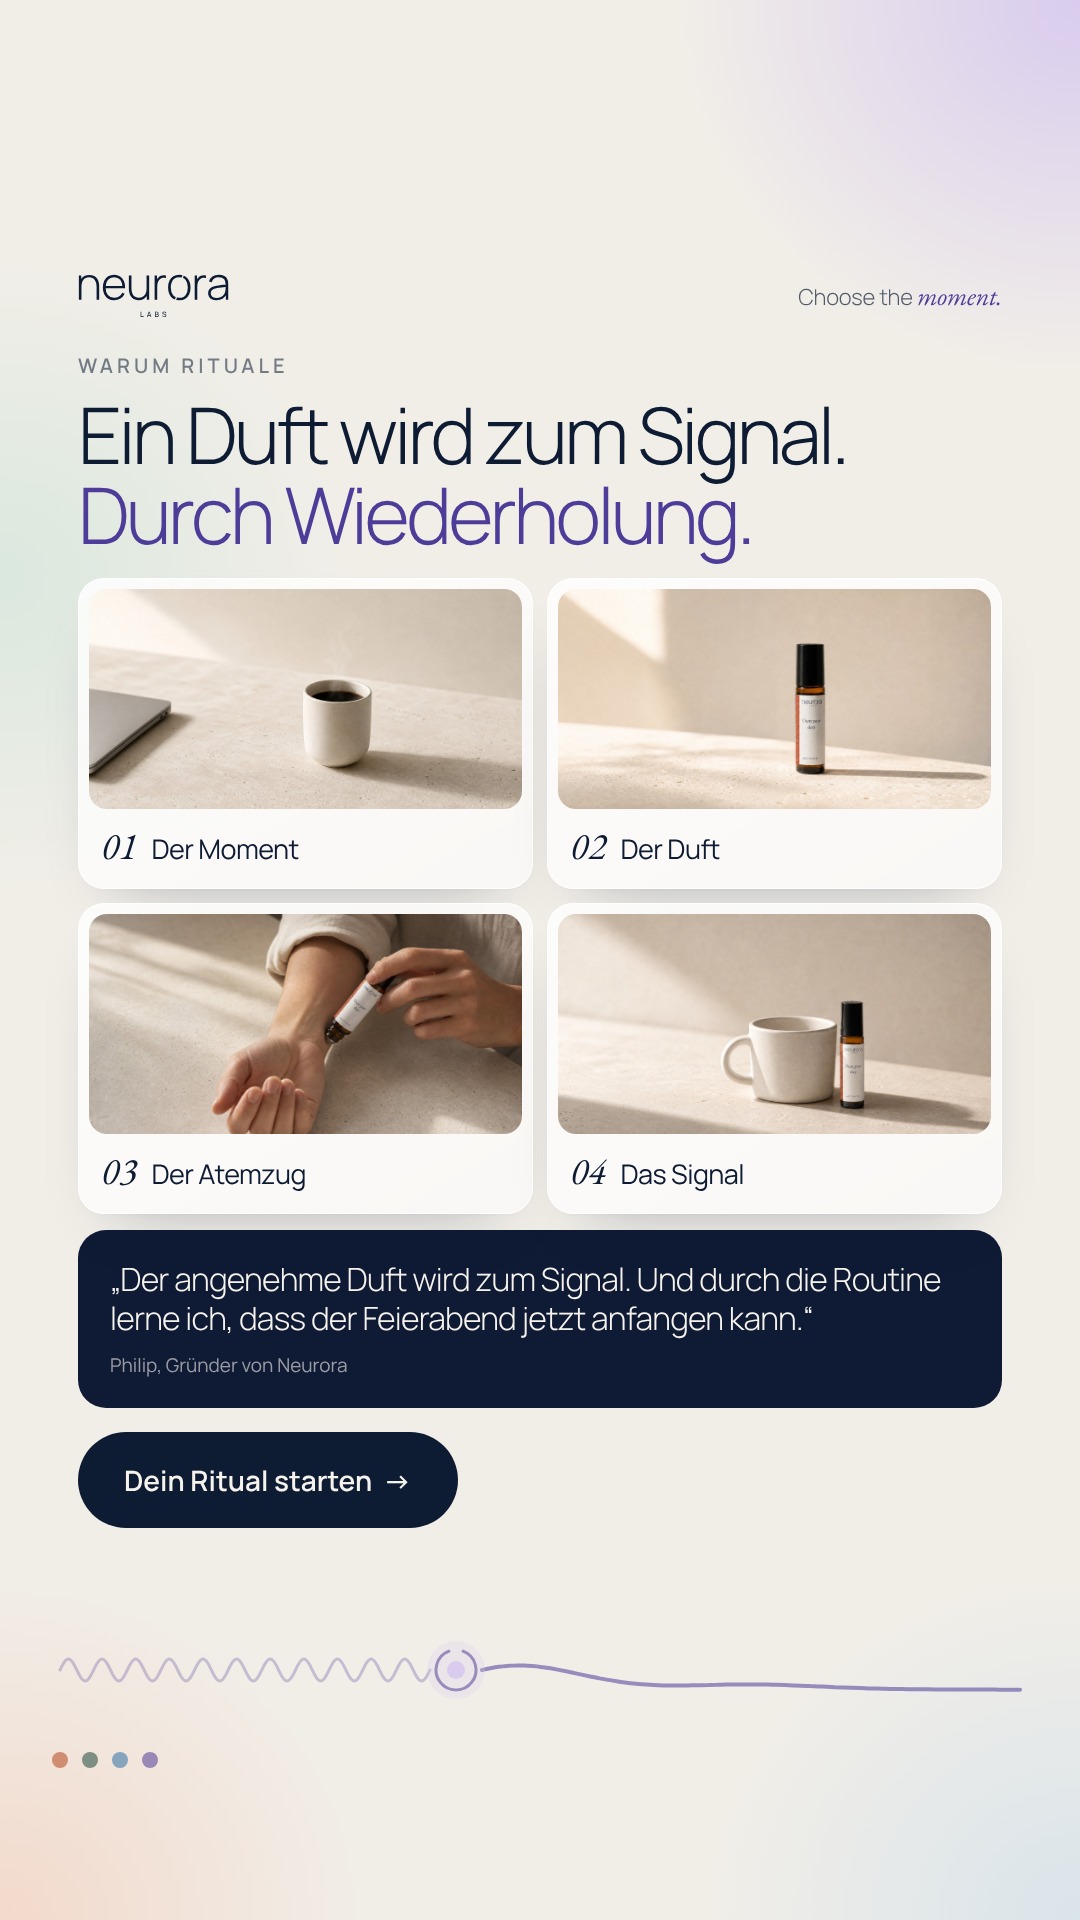 neurora
LABS
Choose the moment.
WARUM RITUALE
Ein Duft wird zum Signal.
Durch Wiederholung.
neurora
01 Der Moment
02 Der Duft
03 Der Atemzug
04 Das Signal
„Der angenehme Duft wird zum Signal. Und durch die Routine
lerne ich, dass der Feierabend jetzt anfangen kann.“
Philip, Gründer von Neurora
Dein Ritual starten →